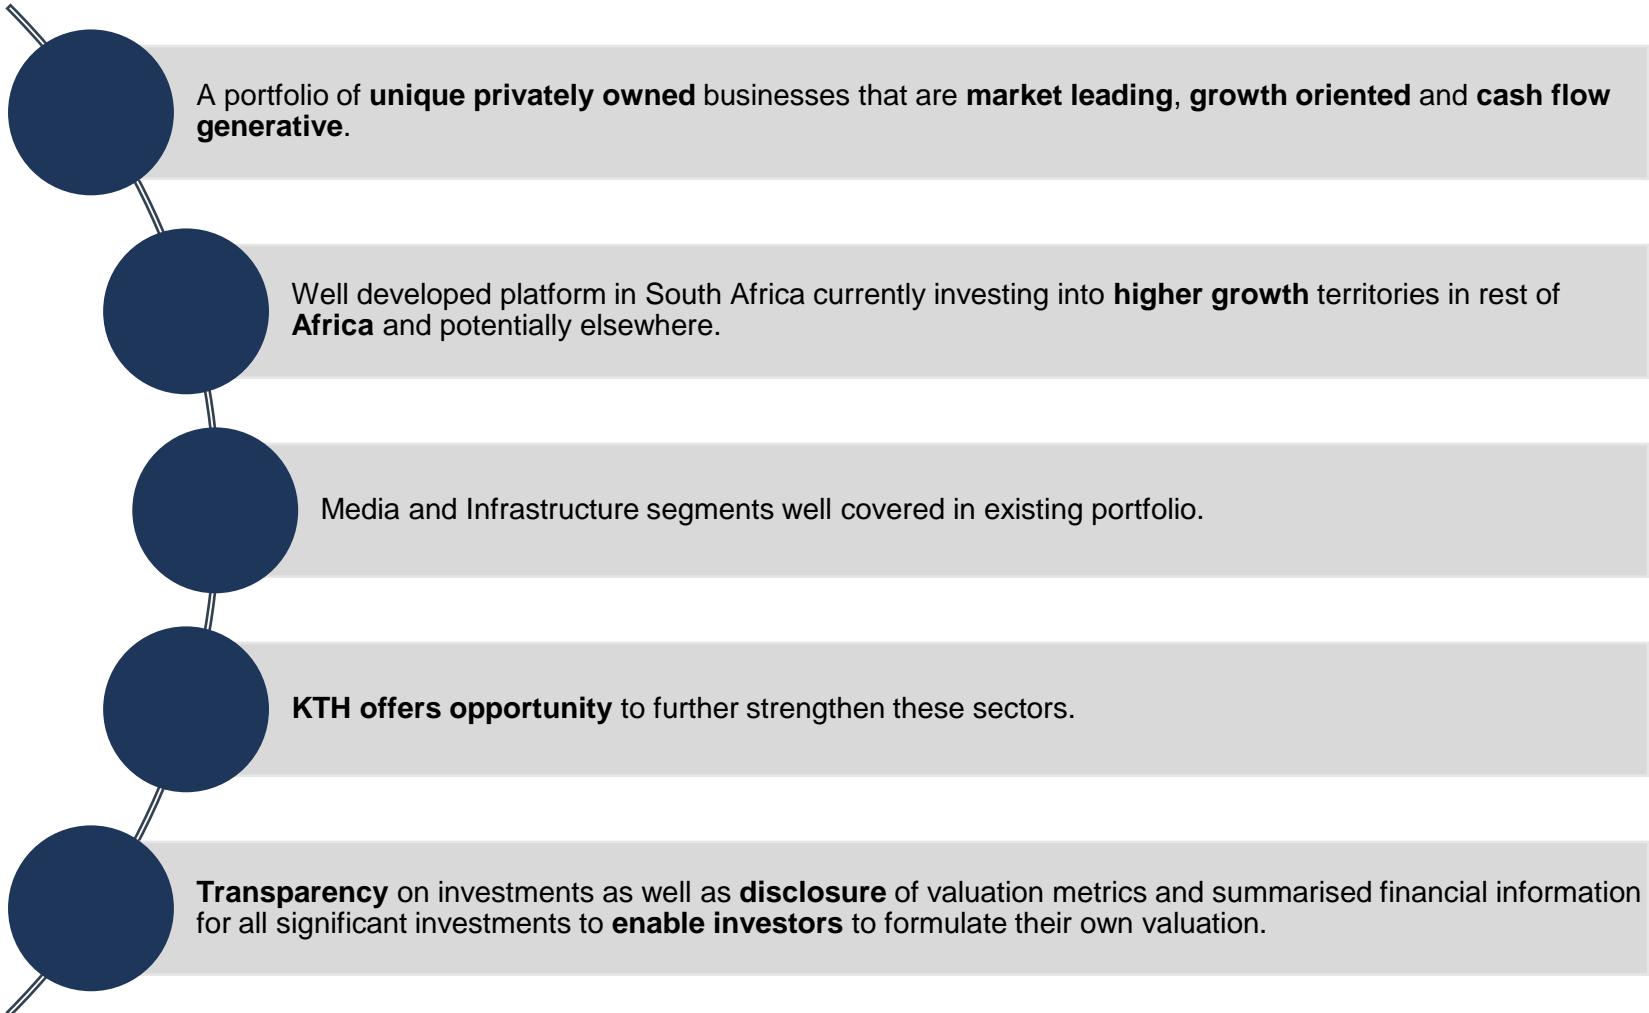 A portfolio of unique privately owned businesses that are market leading, growth oriented and cash flow
generative.
Well developed platform in South Africa currently investing into higher growth territories in rest of
Africa and potentially elsewhere.
Media and Infrastructure segments well covered in existing portfolio.
KTH offers opportunity to further strengthen these sectors.
Transparency on investments as well as disclosure of valuation metrics and summarised financial information
for all significant investments to enable investors to formulate their own valuation.